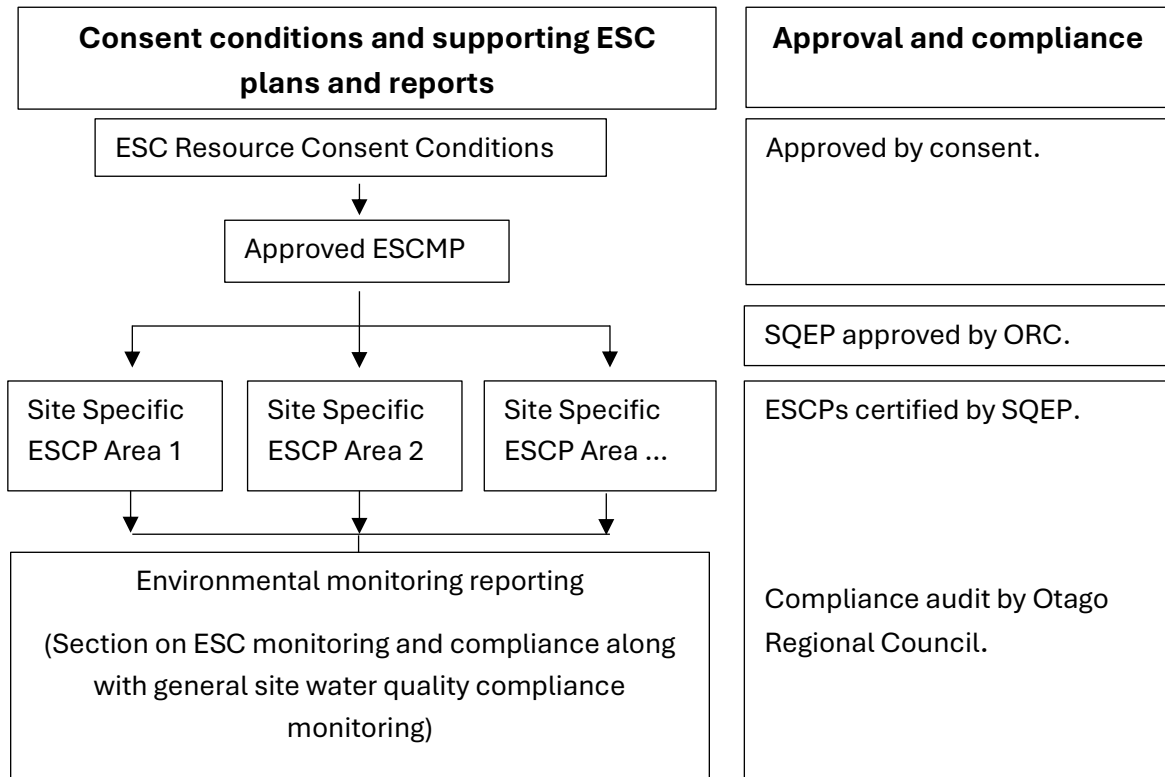 Consent conditions and supporting ESC
plans and reports
Approval and compliance
ESC Resource Consent Conditions
Approved by consent.
Approved ESCMP
SQEP approved by ORC.
Site Specific
ESCP Area 1
Site Specific
ESCP Area 2
Site Specific
ESCP Area ...
ESCPs certified by SQEP.
Environmental monitoring reporting
(Section on ESC monitoring and compliance along
with general site water quality compliance
monitoring)
Compliance audit by Otago
Regional Council.